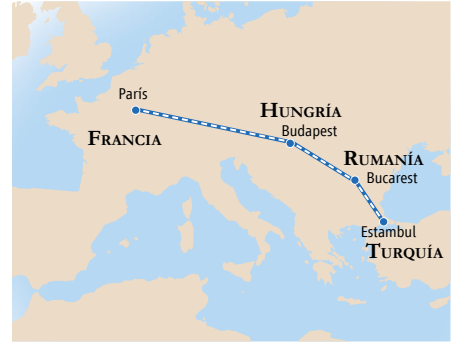 París
FRANCIA
HUNGRÍA
Budapest
RUMANÍA
Bucarest
Estambul
TURQUÍA